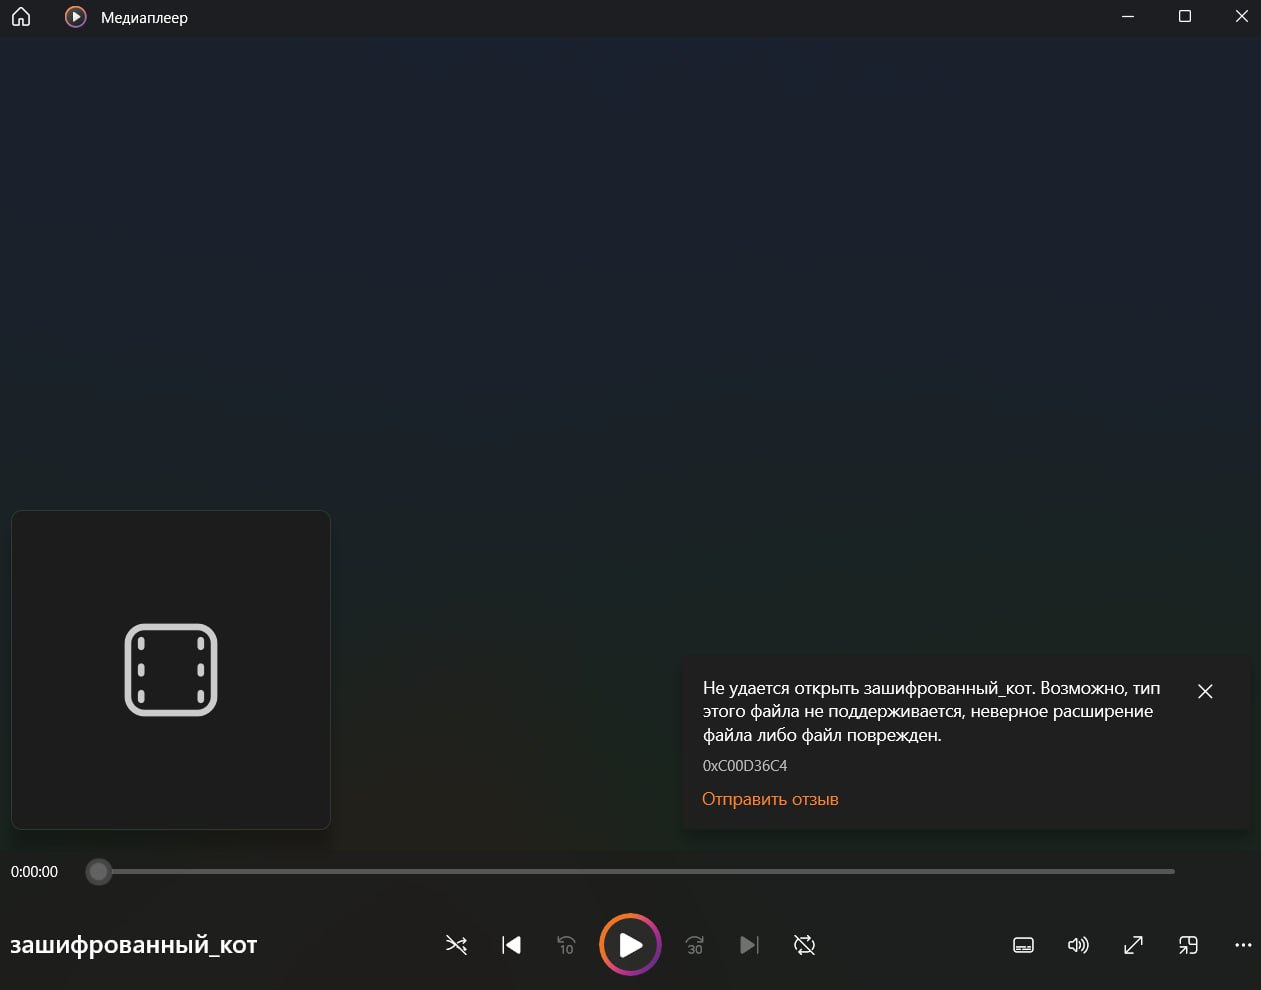 Медиаплеер
Не удается открыть зашифрованный_кот. Возможно, тип
этого файла не поддерживается, неверное расширение
файла либо файл поврежден.
0xC00D36C4
Отправить отзыв
0:00:00
зашифрованный_кот
10
30